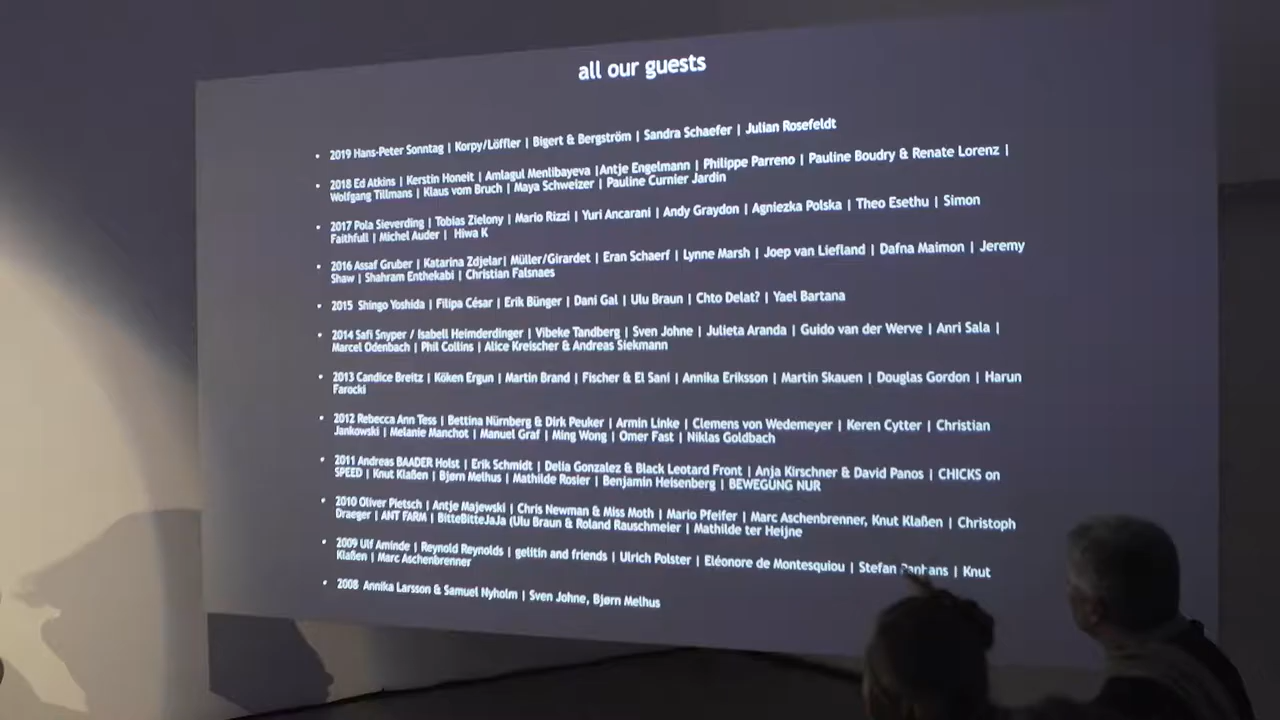 all our guests
• 2019 Hans-Peter Sonntag | Korpy/Löffler | Bigert & Bergström | Sandra Schaefer | Julian Rosefeldt
• 2018 Ed Atkins | Kerstin Honeit | Amlagul Menlibayeva |Antje Engelmann | Philippe Parreno | Pauline Boudry & Renate Lorenz |
Wolfgang Tillmans | Klaus vom Bruch | Maya Schweizer | Pauline Curnier Jardin
• 2017 Pola Sieverding | Tobias Zielony | Mario Rizzi | Yuri Ancarani | Andy Graydon | Agniezka Polska | Theo Esethu | Simon
Faithfull | Michel Auder | Hiwa K
• 2016 Assaf Gruber | Katarina Zdjelar| Müller/Girardet | Eran Schaerf | Lynne Marsh | Joep van Liefland | Dafna Maimon | Jeremy
Shaw | Shahram Enthekabi | Christian Falsnaes
• 2015 Shingo Yoshida | Filipa César | Erik Bünger | Dani Gal | Ulu Braun | Chto Delat? | Yael Bartana
• 2014 Safi Snyper / Isabell Heimderdinger | Vibeke Tandberg | Sven Johne | Julieta Aranda | Guido van der Werve | Anri Sala |
Marcel Odenbach | Phil Collins | Alice Kreischer & Andreas Siekmann
• 2013 Candice Breitz | Köken Ergun | Martin Brand | Fischer & El Sani | Annika Eriksson | Martin Skauen | Douglas Gordon | Harun
Farocki
• 2012 Rebecca Ann Tess | Bettina Nürnberg & Dirk Peuker | Armin Linke | Clemens von Wedemeyer | Keren Cytter | Christian
Jankowski | Melanie Manchot | Manuel Graf | Ming Wong | Omer Fast | Niklas Goldbach
• 2011 Andreas BAADER Holst | Erik Schmidt | Delia Gonzalez & Black Leotard Front | Anja Kirschner & David Panos | CHICKS on
SPEED | Knut Klaßen | Bjørn Melhus | Mathilde Rosier | Benjamin Heisenberg | BEWEGUNG NUR
• 2010 Oliver Pietsch | Antje Majewski | Chris Newman & Miss Moth | Mario Pfeifer | Marc Aschenbrenner, Knut Klaßen | Christoph
Draeger | ANT FARM | BitteBitteJaJa (Ulu Braun & Roland Rauschmeier | Mathilde ter Heijne
• 2009 Ulf Aminde | Reynold Reynolds | gelitin and friends | Ulrich Polster | Eléonore de Montesquiou | Stefan | Knut
Klaßen | Marc Aschenbrenner
• 2008 Annika Larsson & Samuel Nyholm | Sven Johne, Bjørn Melhus